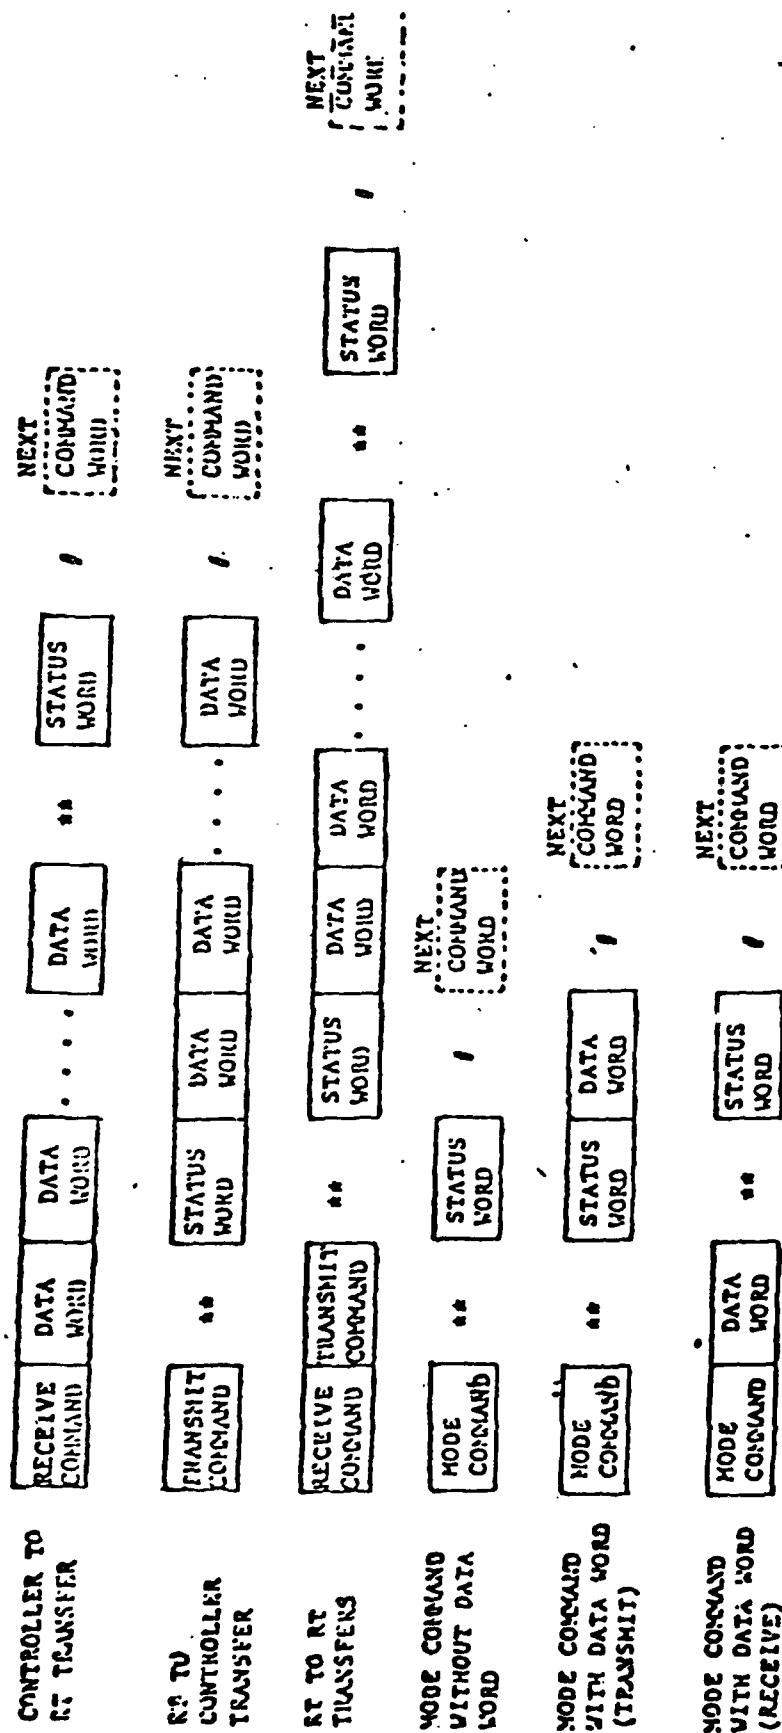 CONTROLLER TO
RT TRANSFER
RECEIVE
COMMAND
DATA
WORD
DATA
WORD
. . . .
DATA
WORD
**
STATUS
WORD
#
NEXT
COMMAND
WORD
RT TO
CONTROLLER
TRANSFER
TRANSMIT
COMMAND
**
STATUS
WORD
DATA
WORD
DATA
WORD
. . . .
DATA
WORD
#
NEXT
COMMAND
WORD
RT TO RT
TRANSFERS
RECEIVE
COMMAND
TRANSMIT
COMMAND
**
STATUS
WORD
DATA
WORD
DATA
WORD
. . . .
DATA
WORD
**
STATUS
WORD
#
NEXT
COMMAND
WORD
MODE COMMAND
WITHOUT DATA
WORD
MODE
COMMAND
**
STATUS
WORD
#
NEXT
COMMAND
WORD
MODE COMMAND
WITH DATA WORD
(TRANSMIT)
MODE
COMMAND
**
STATUS
WORD
DATA
WORD
#
NEXT
COMMAND
WORD
MODE COMMAND
WITH DATA WORD
(RECEIVE)
MODE
COMMAND
DATA
WORD
**
STATUS
WORD
#
NEXT
COMMAND
WORD